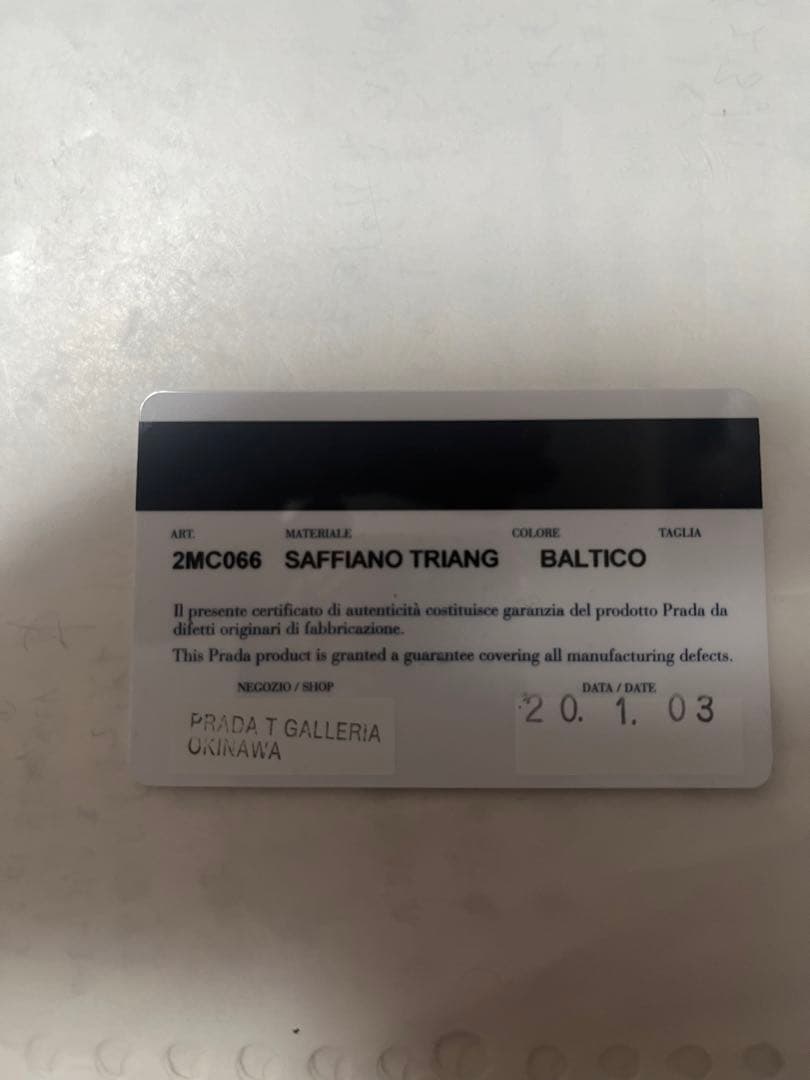 ART. MATERIALE COLORE TAGLIA
2MC066 SAFFIANO TRIANG BALTICO
Il presente certificato di autenticità costituisce garanzia del prodotto Prada da
difetti originari di fabbricazione.
This Prada product is granted a guarantee covering all manufacturing defects.
NEGOZIO / SHOP DATA / DATE
PRADA T GALLERIA
OKINAWA
20. 1. 03